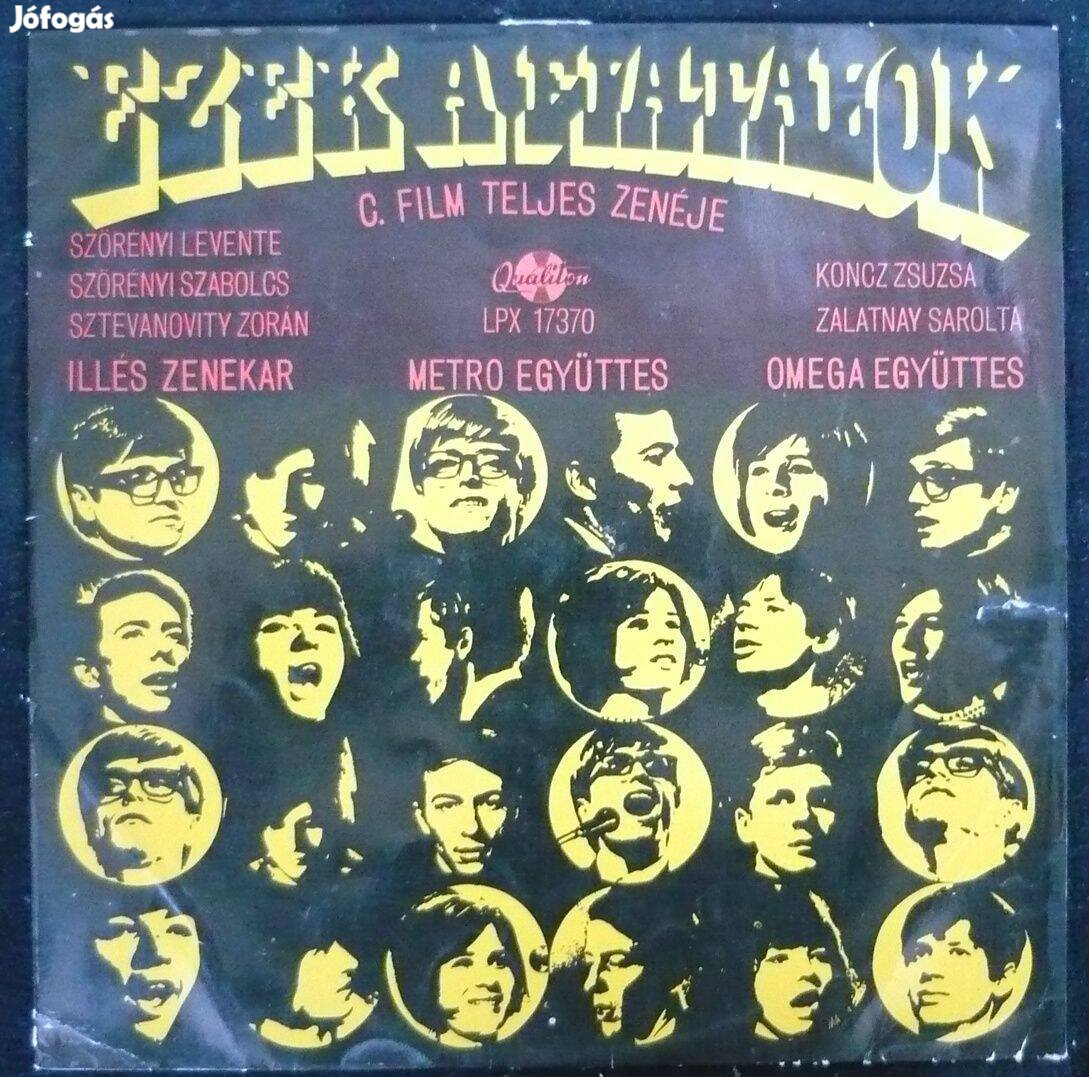 Jófogás
EZEK A FIATALOK
C. FILM TELJES ZENÉJE
SZÖRÉNYI LEVENTE
SZÖRÉNYI SZABOLCS
SZTEVANOVITY ZORÁN
Qualiton
LPX 17370
KONCZ ZSUZSA
ZALATNAY SAROLTA
ILLÉS ZENEKAR
METRO EGYÜTTES
OMEGA EGYÜTTES